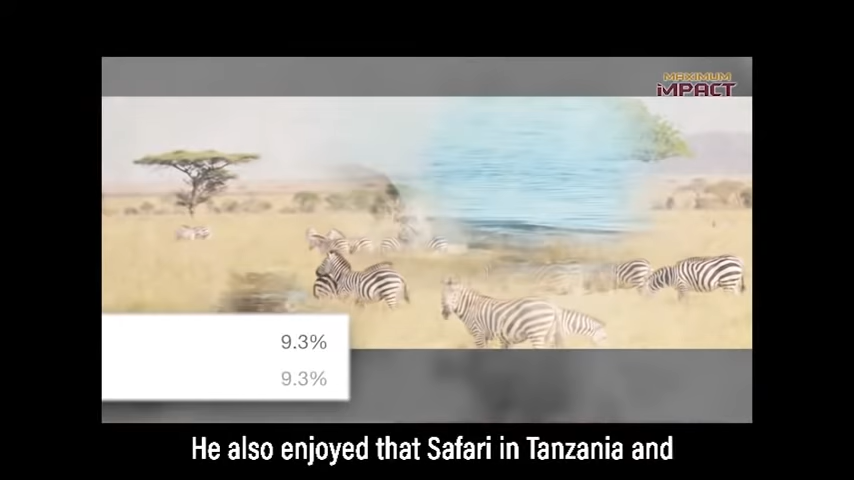 MAXIMUM
iMPACT
9.3%
9.3%
He also enjoyed that Safari in Tanzania and